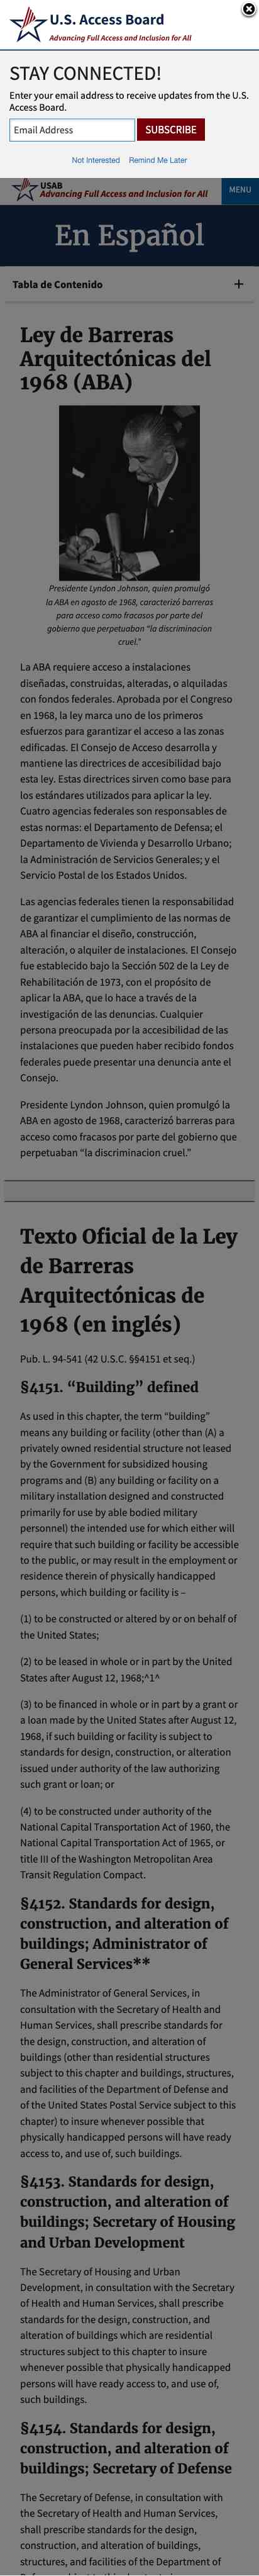 U.S. Access Board
Advancing Full Access and Inclusion for All
STAY CONNECTED!
Enter your email address to receive updates from the U.S.
Access Board.
Email Address
SUBSCRIBE
Not Interested Remind Me Later
USAB
Advancing Full Access and Inclusion for All
MENU
En Español
Tabla de Contenido +
Ley de Barreras
Arquitectónicas del
1968 (ABA)
Presidente Lyndon Johnson, quien promulgó
la ABA en agosto de 1968, caracterizó barreras
para acceso como fracasos por parte del
gobierno que perpetuaban “la discriminacion
cruel.”
La ABA requiere acceso a instalaciones
diseñadas, construidas, alteradas, o alquiladas
con fondos federales. Aprobada por el Congreso
en 1968, la ley marca uno de los primeros
esfuerzos para garantizar el acceso a las zonas
edificadas. El Consejo de Acceso desarrolla y
mantiene las directrices de accesibilidad bajo
esta ley. Estas directrices sirven como base para
los estándares utilizados para aplicar la ley.
Cuatro agencias federales son responsables de
estas normas: el Departamento de Defensa; el
Departamento de Vivienda y Desarrollo Urbano;
la Administración de Servicios Generales; y el
Servicio Postal de los Estados Unidos.
Las agencias federales tienen la responsabilidad
de garantizar el cumplimiento de las normas de
ABA al financiar el diseño, construcción,
alteración, o alquiler de instalaciones. El Consejo
fue establecido bajo la Sección 502 de la Ley de
Rehabilitación de 1973, con el propósito de
aplicar la ABA, que lo hace a través de la
investigación de las denuncias. Cualquier
persona preocupada por la accesibilidad de las
instalaciones que pueden haber recibido fondos
federales puede presentar una denuncia ante el
Consejo.
Presidente Lyndon Johnson, quien promulgó la
ABA en agosto de 1968, caracterizó barreras para
acceso como fracasos por parte del gobierno que
perpetuaban “la discriminacion cruel.”
Texto Oficial de la Ley
de Barreras
Arquitectónicas de
1968 (en inglés)
Pub. L. 94-541 (42 U.S.C. §§4151 et seq.)
§4151. “Building” defined
As used in this chapter, the term “building”
means any building or facility (other than (A) a
privately owned residential structure not leased
by the Government for subsidized housing
programs and (B) any building or facility on a
military installation designed and constructed
primarily for use by able bodied military
personnel) the intended use for which either will
require that such building or facility be accessible
to the public, or may result in the employment or
residence therein of physically handicapped
persons, which building or facility is –
(1) to be constructed or altered by or on behalf of
the United States;
(2) to be leased in whole or in part by the United
States after August 12, 1968;^1^
(3) to be financed in whole or in part by a grant or
a loan made by the United States after August 12,
1968, if such building or facility is subject to
standards for design, construction, or alteration
issued under authority of the law authorizing
such grant or loan; or
(4) to be constructed under authority of the
National Capital Transportation Act of 1960, the
National Capital Transportation Act of 1965, or
title III of the Washington Metropolitan Area
Transit Regulation Compact.
§4152. Standards for design,
construction, and alteration of
buildings; Administrator of
General Services**
The Administrator of General Services, in
consultation with the Secretary of Health and
Human Services, shall prescribe standards for
the design, construction, and alteration of
buildings (other than residential structures
subject to this chapter and buildings, structures,
and facilities of the Department of Defense and
of the United States Postal Service subject to this
chapter) to insure whenever possible that
physically handicapped persons will have ready
access to, and use of, such buildings.
§4153. Standards for design,
construction, and alteration of
buildings; Secretary of Housing
and Urban Development
The Secretary of Housing and Urban
Development, in consultation with the Secretary
of Health and Human Services, shall prescribe
standards for the design, construction, and
alteration of buildings which are residential
structures subject to this chapter to insure
whenever possible that physically handicapped
persons will have ready access to, and use of,
such buildings.
§4154. Standards for design,
construction, and alteration of
buildings; Secretary of Defense
The Secretary of Defense, in consultation with
the Secretary of Health and Human Services,
shall prescribe standards for the design,
construction, and alteration of buildings,
structures, and facilities of the Department of